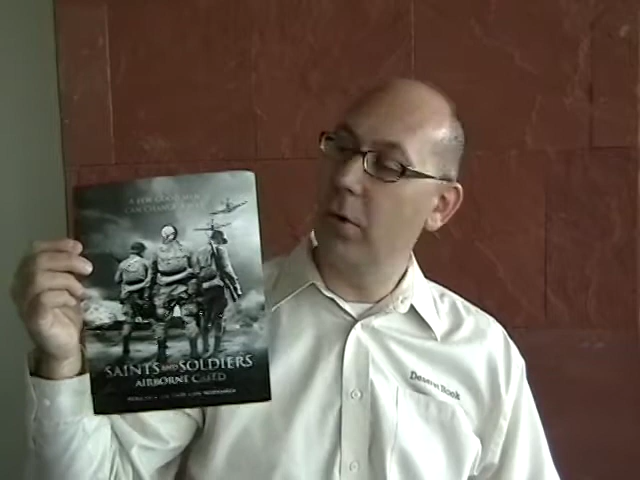 A FEW GOOD MEN
CAN CHANGE
SAINTS AND SOLDIERS
AIRBORNE CREED
Deseret Book